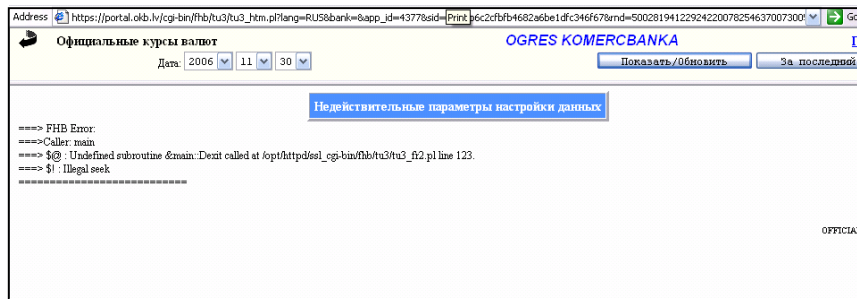 Address https://portal.okb.lv/cgi-bin/fhb/tu3/tu3_htm.pl?lang=RUS&bank=&app_id=4377&sid= Print
Официальные курсы валют OGRES KOMERCBANKA
Дата: 2006 11 30 Показать/Обновить За последний
Недействительные параметры настройки данных
===> FHB Error:
===>Caller: main
===> $@ : Undefined subroutine &main::Dexit called at /opt/httpd/ssl_cgi-bin/fhb/tu3/tu3_fr2.pl line 123.
===> $! : Illegal seek
===========================